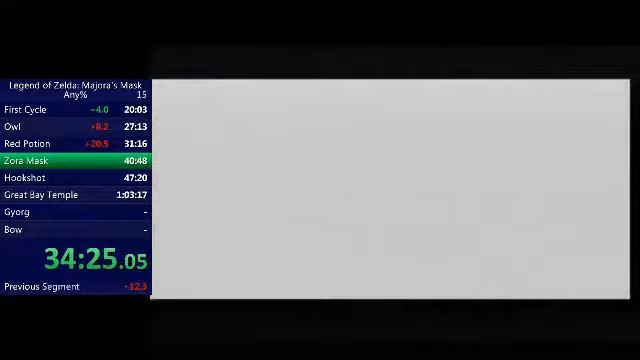 Legend of Zelda: Majora's Mask
Any% 15
First Cycle −4.0 20:03
Owl +8.2 27:13
Red Potion +20.5 31:16
Zora Mask 40:48
Hookshot 47:20
Great Bay Temple 1:03:17
Gyorg -
Bow -
34:25.05
Previous Segment +12.3